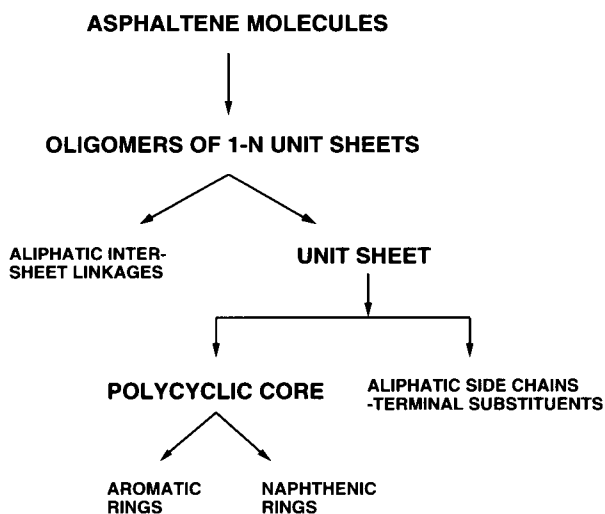 ASPHALTENE MOLECULES
OLIGOMERS OF 1-N UNIT SHEETS
ALIPHATIC INTER-
SHEET LINKAGES
UNIT SHEET
POLYCYCLIC CORE
ALIPHATIC SIDE CHAINS
-TERMINAL SUBSTITUENTS
AROMATIC
RINGS
NAPHTHENIC
RINGS